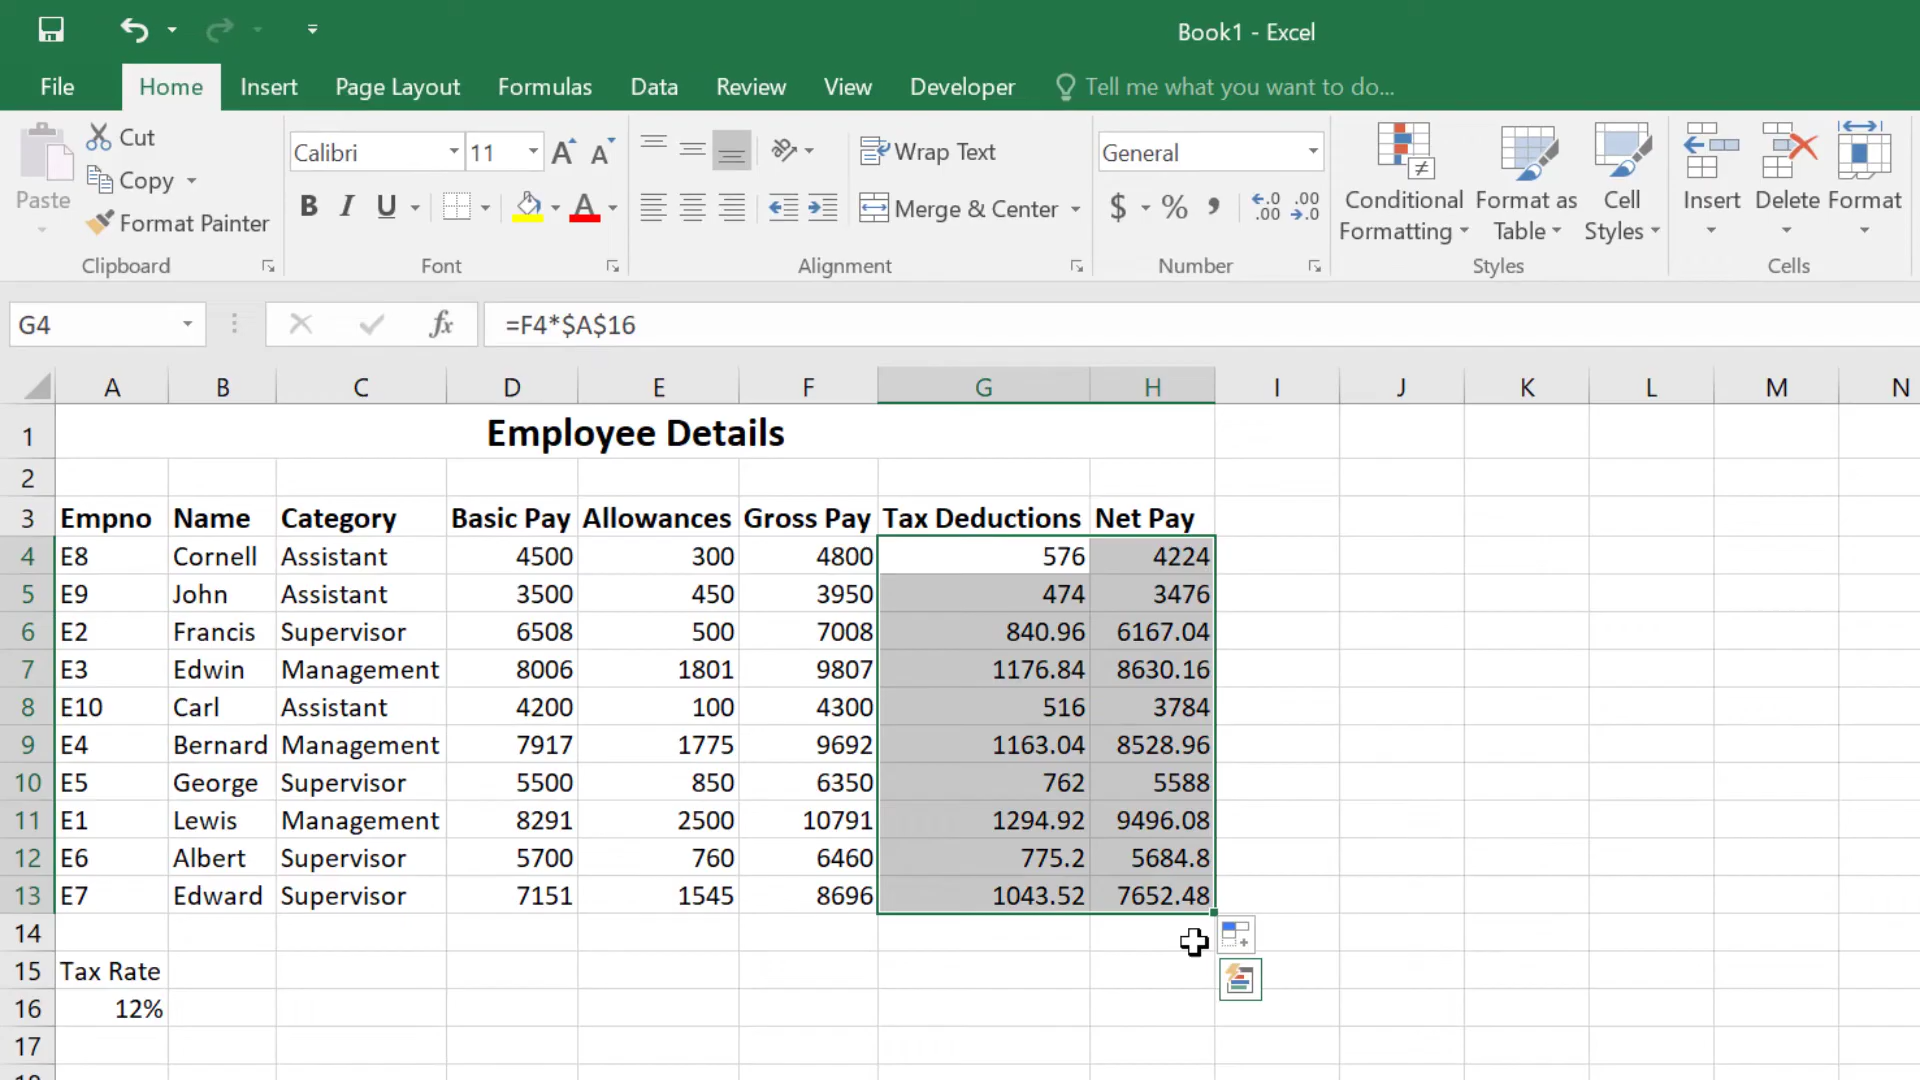 Book1 - Excel
File Home Insert Page Layout Formulas Data Review View Developer Tell me what you want to do...
Paste Cut Copy Format Painter
Clipboard
Calibri 11 A A
B I U A
Font
Wrap Text
Merge & Center
Alignment
General
$ % , .0 .00 .00 .0
Number
Conditional Formatting Format as Table Cell Styles
Styles
Insert Delete Format
Cells
G4 fx =F4*$A$16
A B C D E F G H I J K L M N
1 Employee Details
2
3 Empno Name Category Basic Pay Allowances Gross Pay Tax Deductions Net Pay
4 E8 Cornell Assistant 4500 300 4800 576 4224
5 E9 John Assistant 3500 450 3950 474 3476
6 E2 Francis Supervisor 6508 500 7008 840.96 6167.04
7 E3 Edwin Management 8006 1801 9807 1176.84 8630.16
8 E10 Carl Assistant 4200 100 4300 516 3784
9 E4 Bernard Management 7917 1775 9692 1163.04 8528.96
10 E5 George Supervisor 5500 850 6350 762 5588
11 E1 Lewis Management 8291 2500 10791 1294.92 9496.08
12 E6 Albert Supervisor 5700 760 6460 775.2 5684.8
13 E7 Edward Supervisor 7151 1545 8696 1043.52 7652.48
14
15 Tax Rate
16 12%
17